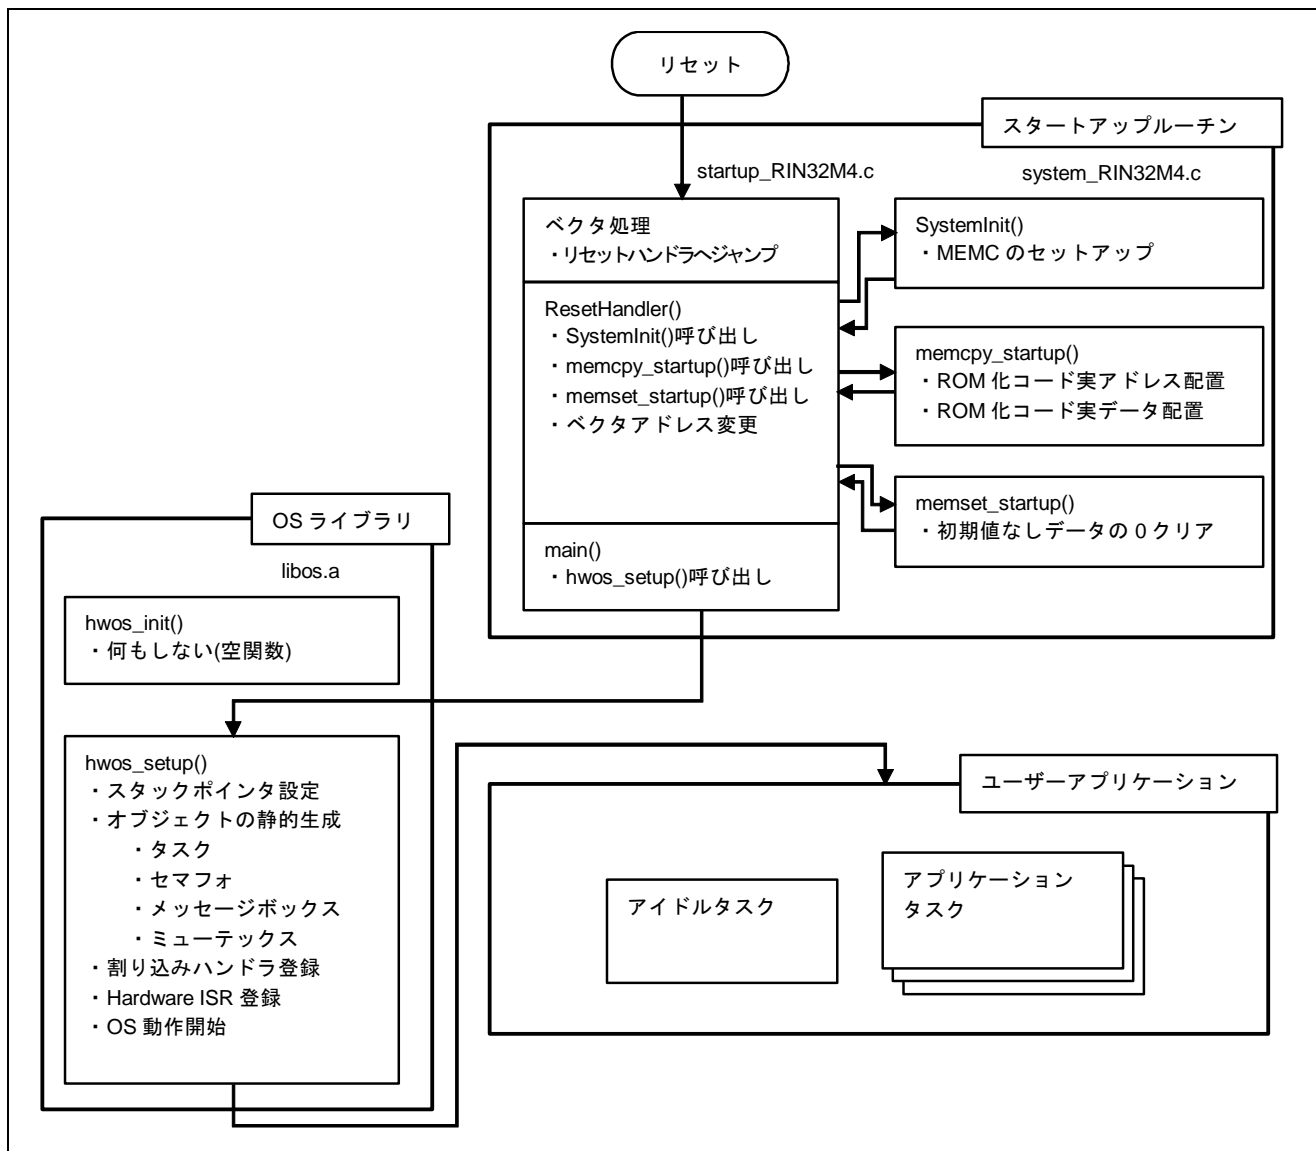 リセット
スタートアップルーチン
startup_RIN32M4.c
system_RIN32M4.c
ベクタ処理
・リセットハンドラへジャンプ
SystemInit()
・MEMC のセットアップ
ResetHandler()
・SystemInit()呼び出し
・memcpy_startup()呼び出し
・memset_startup()呼び出し
・ベクタアドレス変更
memcpy_startup()
・ROM 化コード実アドレス配置
・ROM 化コード実データ配置
memset_startup()
・初期値なしデータの 0 クリア
main()
・hwos_setup()呼び出し
OS ライブラリ
libos.a
hwos_init()
・何もしない(空関数)
hwos_setup()
・スタックポインタ設定
・オブジェクトの静的生成
・タスク
・セマフォ
・メッセージボックス
・ミューテックス
・割り込みハンドラ登録
・Hardware ISR 登録
・OS 動作開始
ユーザーアプリケーション
アイドルタスク
アプリケーション
タスク